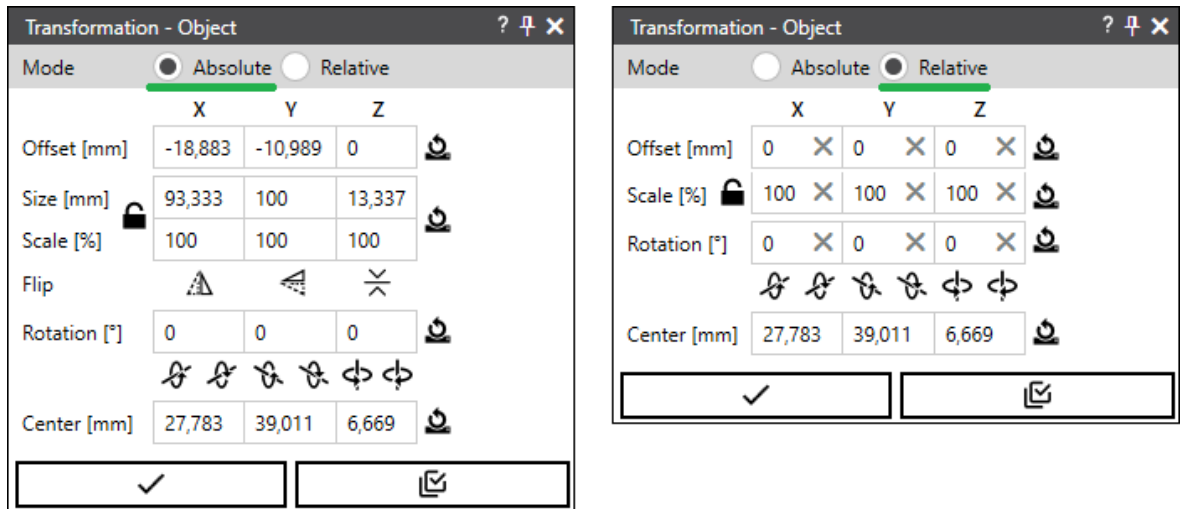 Transformation - Object ?
Mode Absolute Relative
X Y Z
Offset [mm] -18,883 -10,989 0
Size [mm] 93,333 100 13,337
Scale [%] 100 100 100
Flip
Rotation [°] 0 0 0
Center [mm] 27,783 39,011 6,669
Transformation - Object ?
Mode Absolute Relative
X Y Z
Offset [mm] 0 0 0
Scale [%] 100 100 100
Rotation [°] 0 0 0
Center [mm] 27,783 39,011 6,669